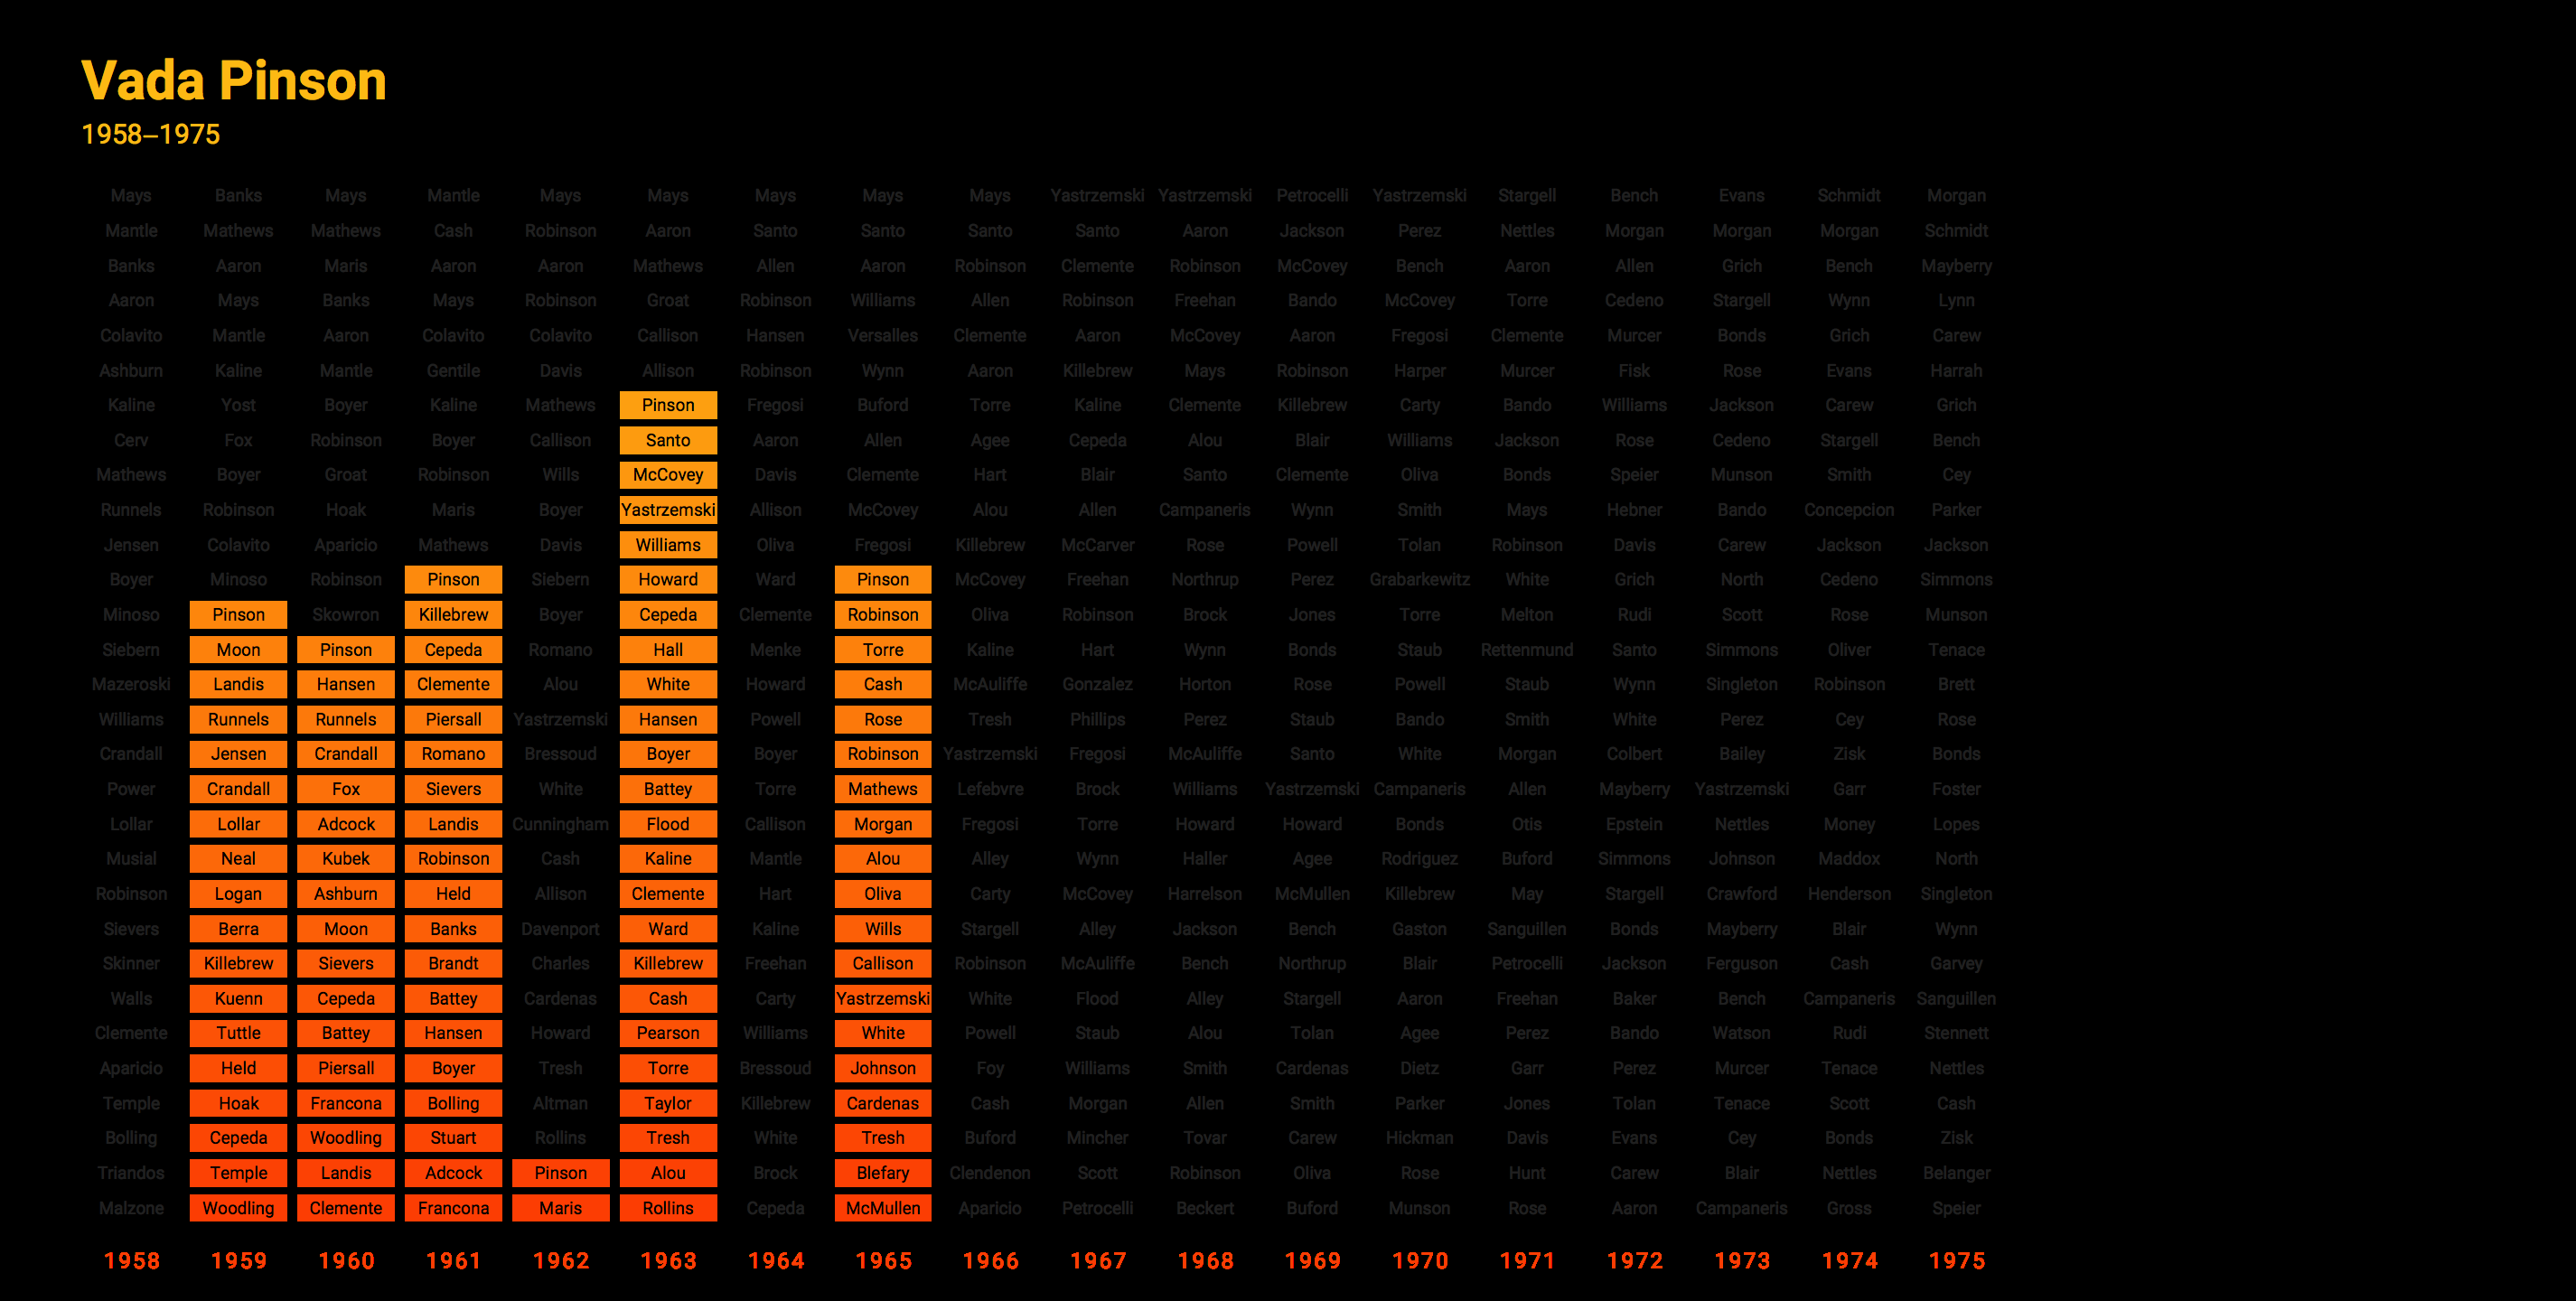 Vada Pinson
1958–1975
Mays Banks Mays Mantle Mays Mays Mays Mays Mays Yastrzemski Yastrzemski Petrocelli Yastrzemski Stargell Bench Evans Schmidt Morgan
Mantle Mathews Mathews Cash Robinson Aaron Santo Santo Santo Santo Aaron Jackson Perez Nettles Morgan Morgan Morgan Schmidt
Banks Aaron Maris Aaron Aaron Mathews Allen Aaron Robinson Clemente Robinson McCovey Bench Aaron Allen Grich Bench Mayberry
Aaron Mays Banks Mays Robinson Groat Robinson Williams Allen Robinson Freehan Bando McCovey Torre Cedeno Stargell Wynn Lynn
Colavito Mantle Aaron Colavito Colavito Callison Hansen Versalles Clemente Aaron McCovey Aaron Fregosi Clemente Murcer Bonds Grich Carew
Ashburn Kaline Mantle Gentile Davis Allison Robinson Wynn Aaron Killebrew Mays Robinson Harper Murcer Fisk Rose Evans Harrah
Kaline Yost Boyer Kaline Mathews Pinson Fregosi Buford Torre Kaline Clemente Killebrew Carty Bando Williams Jackson Carew Grich
Cerv Fox Robinson Boyer Callison Santo Aaron Allen Agee Cepeda Alou Blair Williams Jackson Rose Cedeno Stargell Bench
Mathews Boyer Groat Robinson Wills McCovey Davis Clemente Hart Blair Santo Clemente Oliva Bonds Speier Munson Smith Cey
Runnels Robinson Hoak Maris Boyer Yastrzemski Allison McCovey Alou Allen Campaneris Wynn Smith Mays Hebner Bando Concepcion Parker
Jensen Colavito Aparicio Mathews Davis Williams Oliva Fregosi Killebrew McCarver Rose Powell Tolan Robinson Davis Carew Jackson Jackson
Boyer Minoso Robinson Pinson Siebern Howard Ward Pinson McCovey Freehan Northrup Perez Grabarkewitz White Grich North Cedeno Simmons
Minoso Pinson Skowron Killebrew Boyer Cepeda Clemente Robinson Oliva Robinson Brock Jones Torre Melton Rudi Scott Rose Munson
Siebern Moon Pinson Cepeda Romano Hall Menke Torre Kaline Hart Wynn Bonds Staub Rettenmund Santo Simmons Oliver Tenace
Mazeroski Landis Hansen Clemente Alou White Howard Cash McAuliffe Gonzalez Horton Rose Powell Staub Wynn Singleton Robinson Brett
Williams Runnels Runnels Piersall Yastrzemski Hansen Powell Rose Tresh Phillips Perez Staub Bando Smith White Perez Cey Rose
Crandall Jensen Crandall Romano Bressoud Boyer Boyer Robinson Yastrzemski Fregosi McAuliffe Santo White Morgan Colbert Bailey Zisk Bonds
Power Crandall Fox Sievers White Battey Torre Mathews Lefebvre Brock Williams Yastrzemski Campaneris Allen Mayberry Yastrzemski Garr Foster
Lollar Lollar Adcock Landis Cunningham Flood Callison Morgan Fregosi Torre Howard Howard Bonds Otis Epstein Nettles Money Lopes
Musial Neal Kubek Robinson Cash Kaline Mantle Alou Alley Wynn Haller Agee Rodriguez Buford Simmons Johnson Maddox North
Robinson Logan Ashburn Held Allison Clemente Hart Oliva Carty McCovey Harrelson McMullen Killebrew May Stargell Crawford Henderson Singleton
Sievers Berra Moon Banks Davenport Ward Kaline Wills Stargell Alley Jackson Bench Gaston Sanguillen Bonds Mayberry Blair Wynn
Skinner Killebrew Sievers Brandt Charles Killebrew Freehan Callison Robinson McAuliffe Bench Northrup Blair Petrocelli Jackson Ferguson Cash Garvey
Walls Kuenn Cepeda Battey Cardenas Cash Carty Yastrzemski White Flood Alley Stargell Aaron Freehan Baker Bench Campaneris Sanguillen
Clemente Tuttle Battey Hansen Howard Pearson Williams White Powell Staub Alou Tolan Agee Perez Bando Watson Rudi Stennett
Aparicio Held Piersall Boyer Tresh Torre Bressoud Johnson Foy Williams Smith Cardenas Dietz Garr Perez Murcer Tenace Nettles
Temple Hoak Francona Bolling Altman Taylor Killebrew Cardenas Cash Morgan Allen Smith Parker Jones Tolan Tenace Scott Cash
Bolling Cepeda Woodling Stuart Rollins Tresh White Tresh Buford Mincher Tovar Carew Hickman Davis Evans Cey Bonds Zisk
Triandos Temple Landis Adcock Pinson Alou Brock Blefary Clendenon Scott Robinson Oliva Rose Hunt Carew Blair Nettles Belanger
Malzone Woodling Clemente Francona Maris Rollins Cepeda McMullen Aparicio Petrocelli Beckert Buford Munson Rose Aaron Campaneris Gross Speier
1958 1959 1960 1961 1962 1963 1964 1965 1966 1967 1968 1969 1970 1971 1972 1973 1974 1975